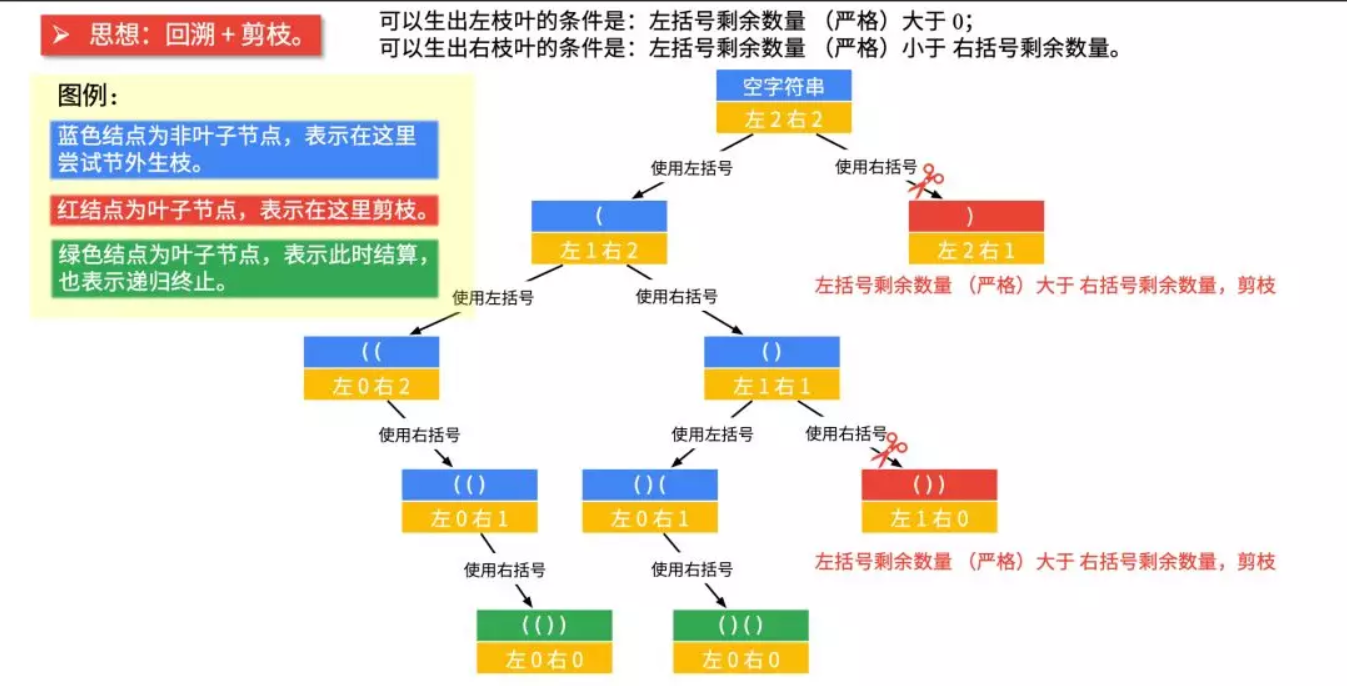 ➢ 思想：回溯 + 剪枝。
可以生出左枝叶的条件是：左括号剩余数量 （严格）大于 0；
可以生出右枝叶的条件是：左括号剩余数量 （严格）小于 右括号剩余数量。
图例：
蓝色结点为非叶子节点，表示在这里
尝试节外生枝。
红结点为叶子节点，表示在这里剪枝。
绿色结点为叶子节点，表示此时结算，
也表示递归终止。
空字符串
左 2 右 2
使用左括号
使用右括号
(
左 1 右 2
)
左 2 右 1
左括号剩余数量 （严格）大于 右括号剩余数量，剪枝
使用左括号
使用右括号
( (
左 0 右 2
( )
左 1 右 1
使用右括号
使用左括号
使用右括号
( ( )
左 0 右 1
( ) (
左 0 右 1
( ) )
左 1 右 0
左括号剩余数量 （严格）大于 右括号剩余数量，剪枝
使用右括号
使用右括号
( ( ) )
左 0 右 0
( ) ( )
左 0 右 0